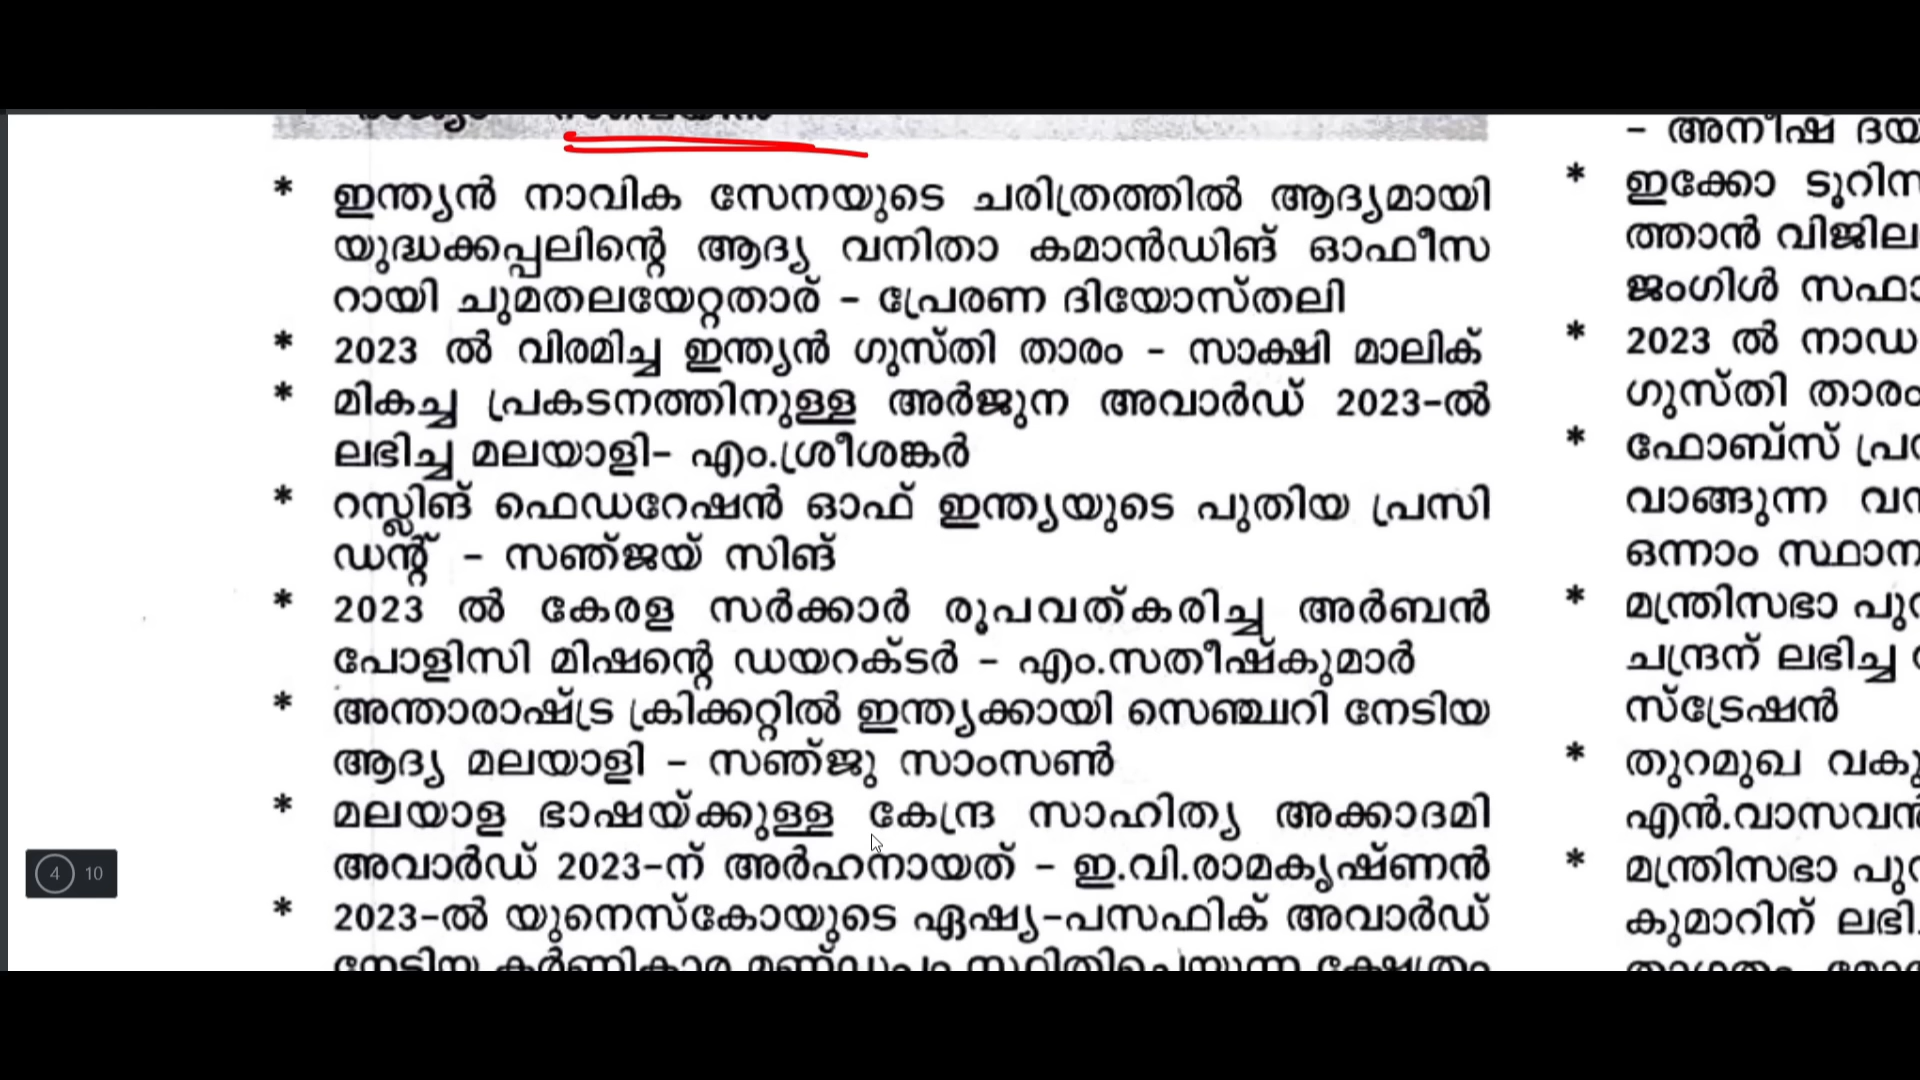 * ഇന്ത്യൻ നാവിക സേനയുടെ ചരിത്രത്തിൽ ആദ്യമായി
യുദ്ധക്കപ്പലിന്റെ ആദ്യ വനിതാ കമാൻഡിങ് ഓഫീസ
റായി ചുമതലയേറ്റതാര് – പ്രേരണ ദിയോസ്തലി
* 2023 ൽ വിരമിച്ച ഇന്ത്യൻ ഗുസ്തി താരം – സാക്ഷി മാലിക്
* മികച്ച പ്രകടനത്തിനുള്ള അർജുന അവാർഡ് 2023-ൽ
ലഭിച്ച മലയാളി– എം.ശ്രീശങ്കർ
* റസ്ലിങ് ഫെഡറേഷൻ ഓഫ് ഇന്ത്യയുടെ പുതിയ പ്രസി
ഡന്റ് – സഞ്ജയ് സിങ്
* 2023 ൽ കേരള സർക്കാർ രൂപവത്കരിച്ച അർബൻ
പോളിസി മിഷന്റെ ഡയറക്ടർ – എം.സതീഷ്കുമാർ
* അന്താരാഷ്ട്ര ക്രിക്കറ്റിൽ ഇന്ത്യക്കായി സെഞ്ച്വറി നേടിയ
ആദ്യ മലയാളി – സഞ്ജു സാംസൺ
* മലയാള ഭാഷയ്ക്കുള്ള കേന്ദ്ര സാഹിത്യ അക്കാദമി
അവാർഡ് 2023-ന് അർഹനായത് – ഇ.വി.രാമകൃഷ്ണൻ
* 2023-ൽ യുനെസ്കോയുടെ ഏഷ്യ-പസഫിക് അവാർഡ്
– അനീഷ
* ഇക്കോ
ത്താൻ
ജംഗിൾ
* 2023 ൽ
ഗുസ്തി താരം
* ഫോബ്സ്
വാങ്ങുന്ന
ഒന്നാം
* മന്ത്രിസഭാ
ചന്ദ്രന് ലഭിച്ച
സ്ട്രേഷൻ
* തുറമുഖ
എൻ.വാസവൻ
* മന്ത്രിസഭാ
കുമാറിന്
4 10